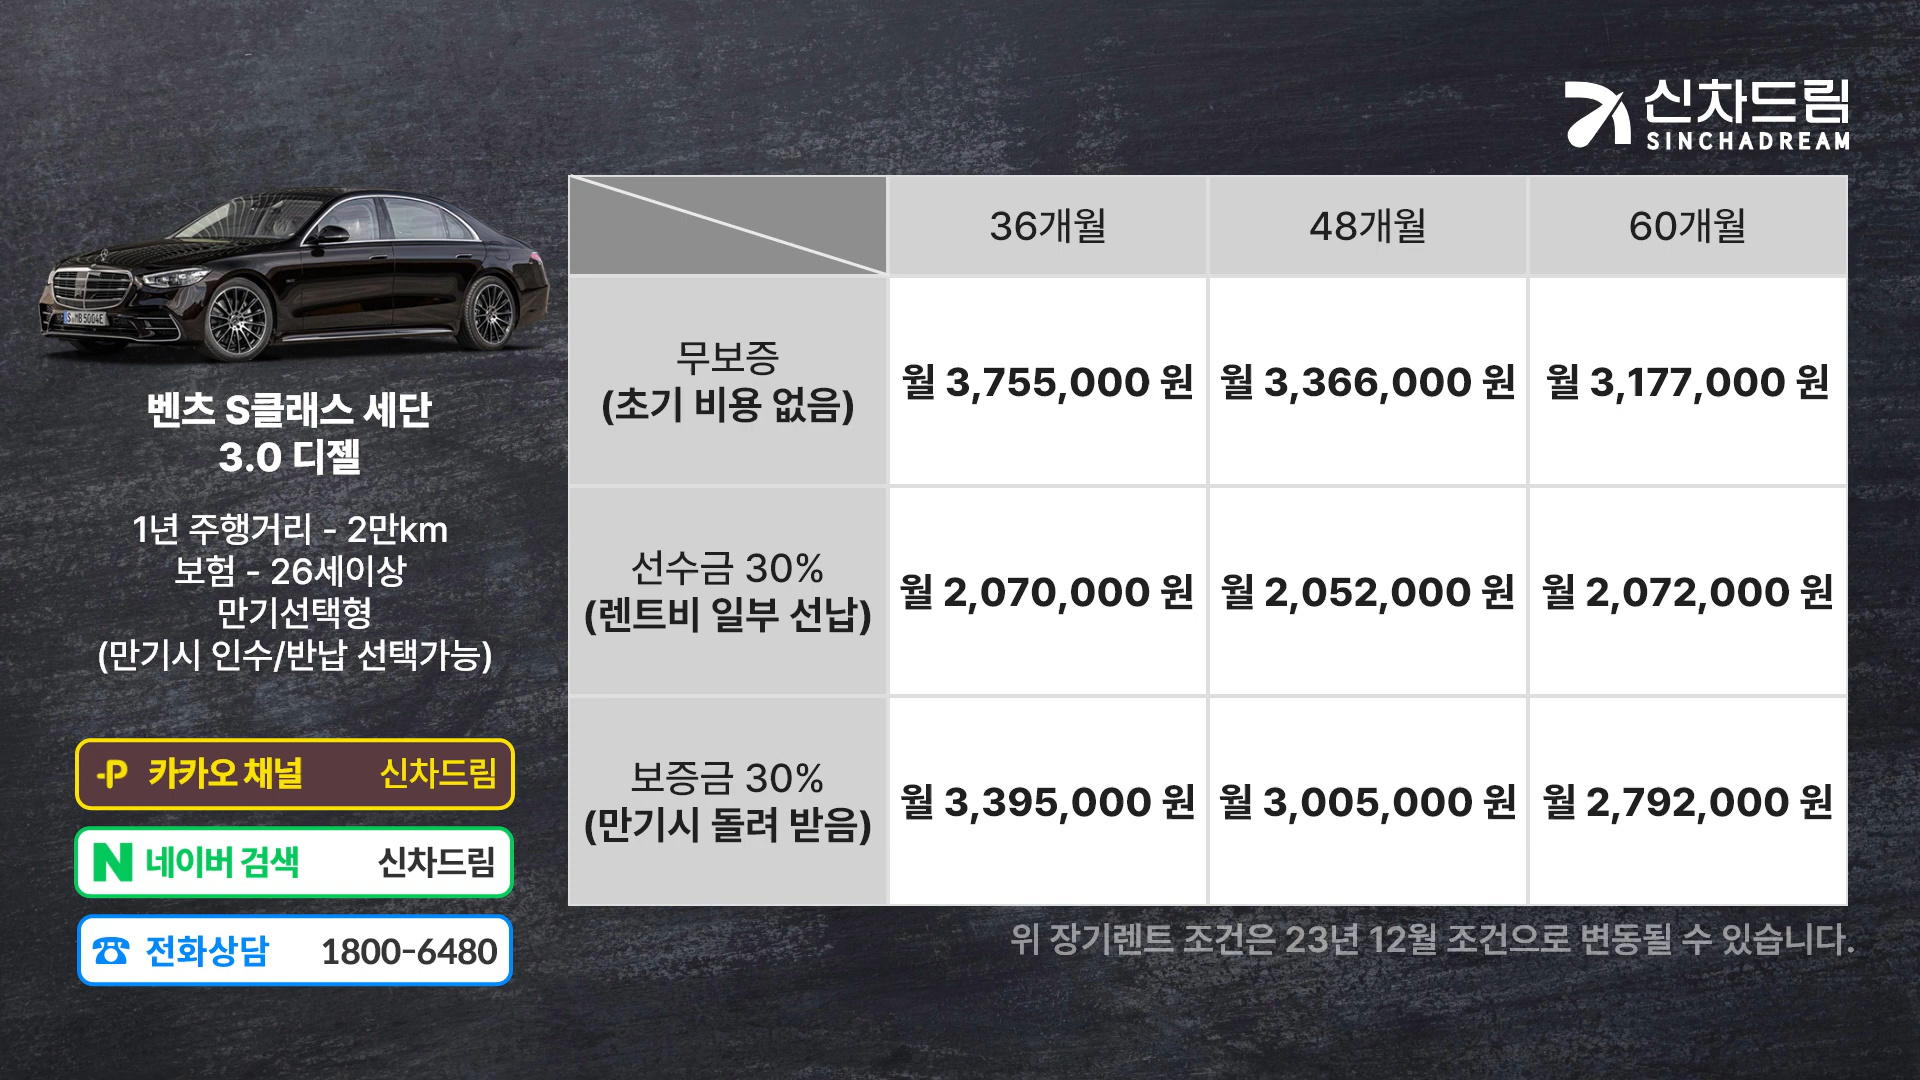 신차드림
SINCHADREAM
벤츠 S클래스 세단
3.0 디젤
1년 주행거리 - 2만km
보험 - 26세이상
만기선택형
(만기시 인수/반납 선택가능)
카카오 채널 신차드림
N 네이버 검색 신차드림
전화상담 1800-6480
36개월 48개월 60개월
무보증
(초기 비용 없음)
월 3,755,000 원 월 3,366,000 원 월 3,177,000 원
선수금 30%
(렌트비 일부 선납)
월 2,070,000 원 월 2,052,000 원 월 2,072,000 원
보증금 30%
(만기시 돌려 받음)
월 3,395,000 원 월 3,005,000 원 월 2,792,000 원
위 장기렌트 조건은 23년 12월 조건으로 변동될 수 있습니다.